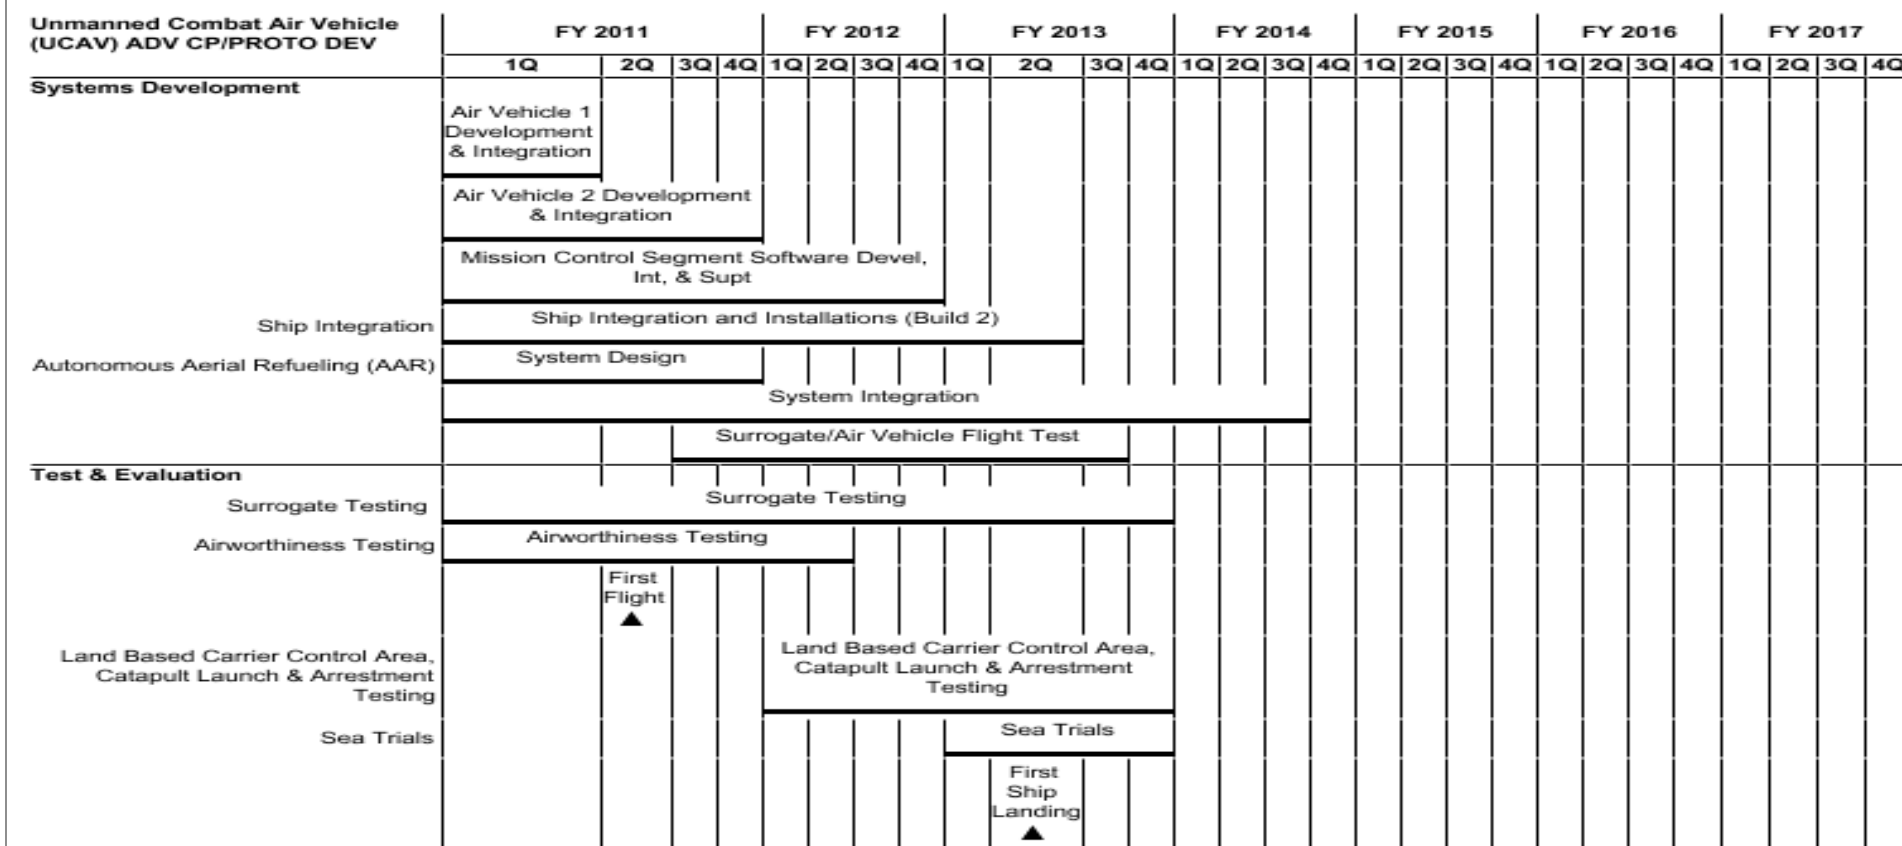 Unmanned Combat Air Vehicle
(UCAV) ADV CP/PROTO DEV
FY 2011 FY 2012 FY 2013 FY 2014 FY 2015 FY 2016 FY 2017
1Q 2Q 3Q 4Q 1Q 2Q 3Q 4Q 1Q 2Q 3Q 4Q 1Q 2Q 3Q 4Q 1Q 2Q 3Q 4Q 1Q 2Q 3Q 4Q 1Q 2Q 3Q 4Q
Systems Development
Air Vehicle 1
Development
& Integration
Air Vehicle 2 Development
& Integration
Mission Control Segment Software Devel,
Int, & Supt
Ship Integration
Ship Integration and Installations (Build 2)
Autonomous Aerial Refueling (AAR)
System Design
System Integration
Surrogate/Air Vehicle Flight Test
Test & Evaluation
Surrogate Testing
Surrogate Testing
Airworthiness Testing
Airworthiness Testing
First
Flight
Land Based Carrier Control Area,
Catapult Launch & Arrestment
Testing
Land Based Carrier Control Area,
Catapult Launch & Arrestment
Testing
Sea Trials
Sea Trials
First
Ship
Landing